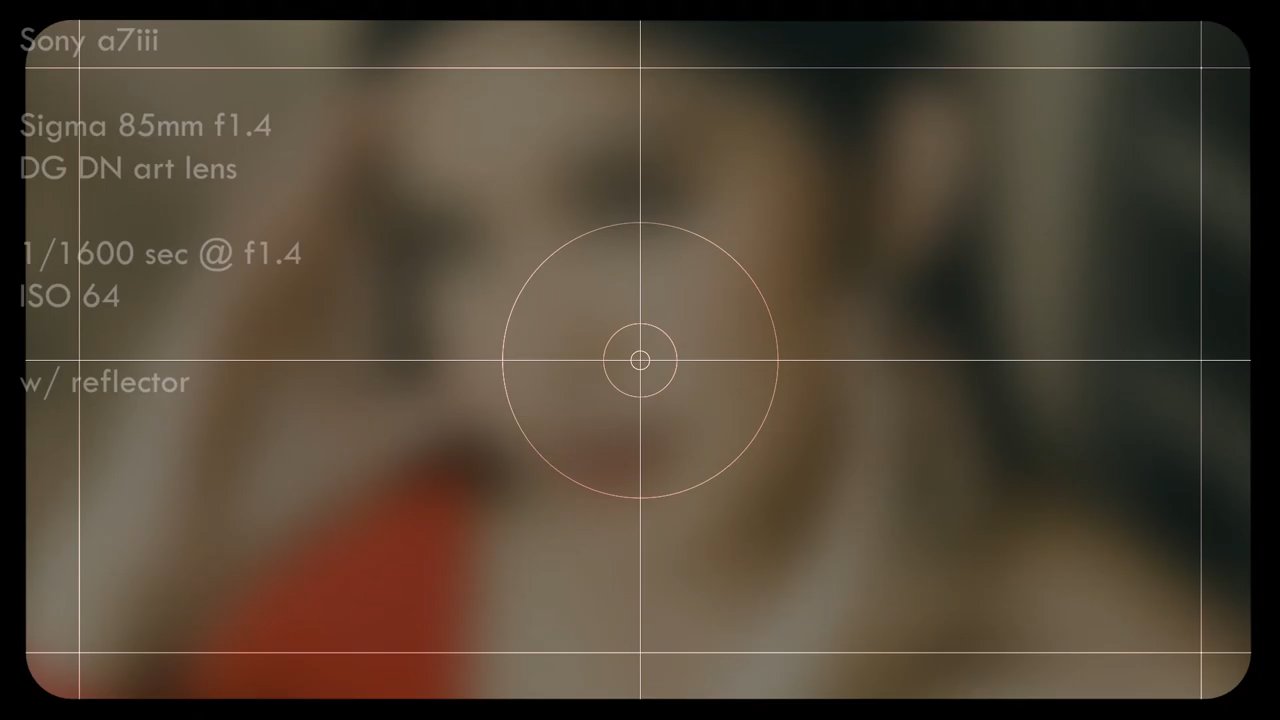 Sony a7iii
Sigma 85mm f1.4
DG DN art lens
1/1600 sec @ f1.4
ISO 64
w/ reflector